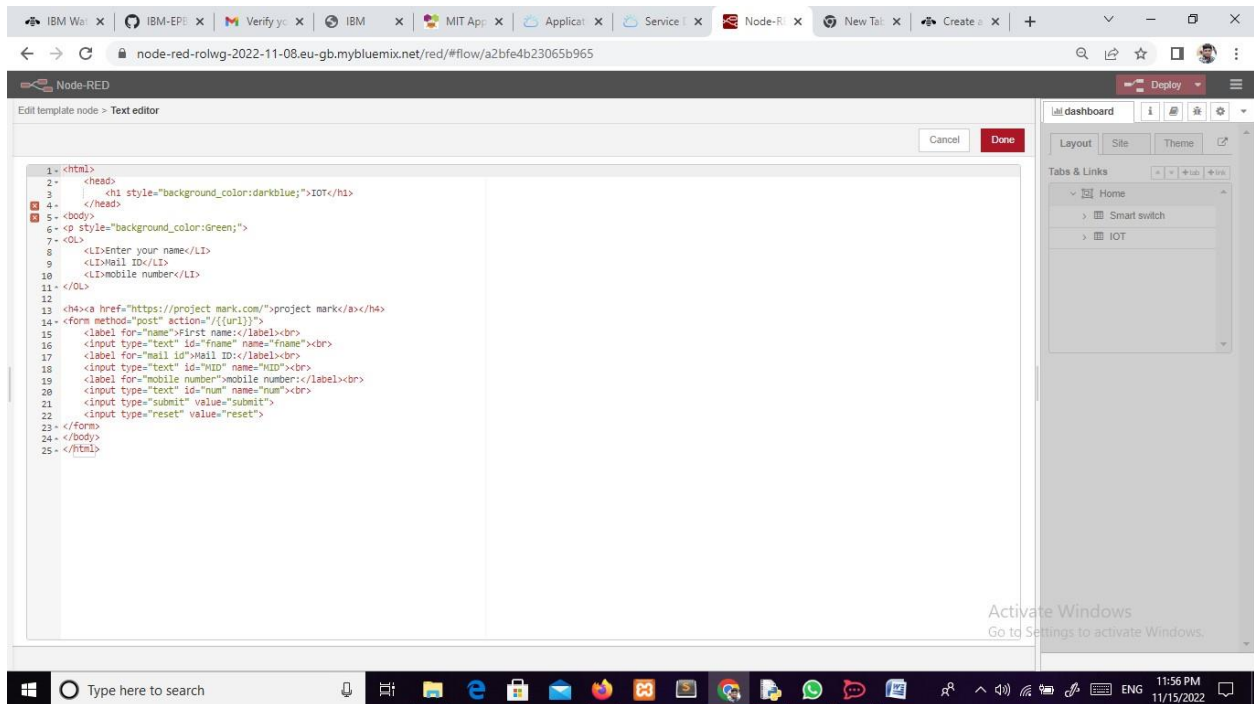 IBM Wat
IBM-EPB
Verify yo
IBM
MIT App
Applicat
Service
Node-R
New Tab
Create a
node-red-rolwg-2022-11-08.eu-gb.mybluemix.net/red/#flow/a2bfe4b23065b965
Node-RED
Deploy
Edit template node > Text editor
Cancel
Done
1 <html>
2 <head>
3 <h1 style="background_color:darkblue;">IOT</h1>
4 </head>
5 <body>
6 <p style="background_color:Green;">
7 <OL>
8 <LI>Enter your name</LI>
9 <LI>Mail ID</LI>
10 <LI>mobile number</LI>
11 </OL>
12
13 <h4><a href="https://project mark.com/">project mark</a></h4>
14 <form method="post" action="/{{url}}">
15 <label for="name">First name:</label><br>
16 <input type="text" id="fname" name="fname"><br>
17 <label for="mail id">Mail ID:</label><br>
18 <input type="text" id="MID" name="MID"><br>
19 <label for="mobile number">mobile number:</label><br>
20 <input type="text" id="num" name="num"><br>
21 <input type="submit" value="submit">
22 <input type="reset" value="reset">
23 </form>
24 </body>
25 </html>
dashboard
i
Layout
Site
Theme
Tabs & Links
+tab
+link
Home
Smart switch
IOT
Activate Windows
Go to Settings to activate Windows.
Type here to search
ENG
11:56 PM
11/15/2022